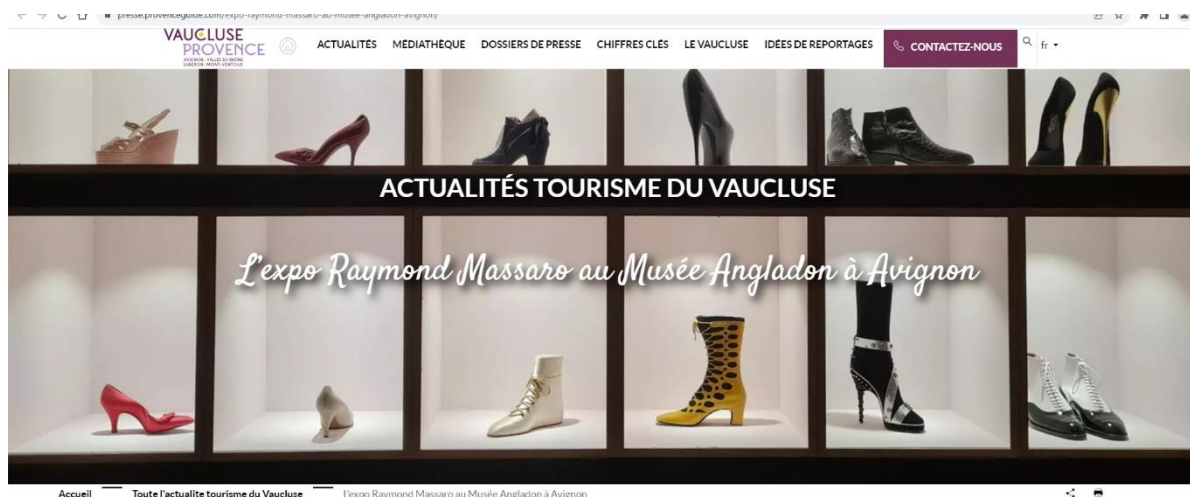 presse.provenceguide.com/expo-raymond-massaro-au-musee-angladon-avignon/
VAUCLUSE
PROVENCE
ACTUALITÉS MÉDIATHÈQUE DOSSIERS DE PRESSE CHIFFRES CLÉS LE VAUCLUSE IDÉES DE REPORTAGES CONTACTEZ-NOUS fr
ACTUALITÉS TOURISME DU VAUCLUSE
L'expo Raymond Massaro au Musée Angladon à Avignon
Accueil Toute l'actualite tourisme du Vaucluse L'expo Raymond Massaro au Musée Angladon à Avignon